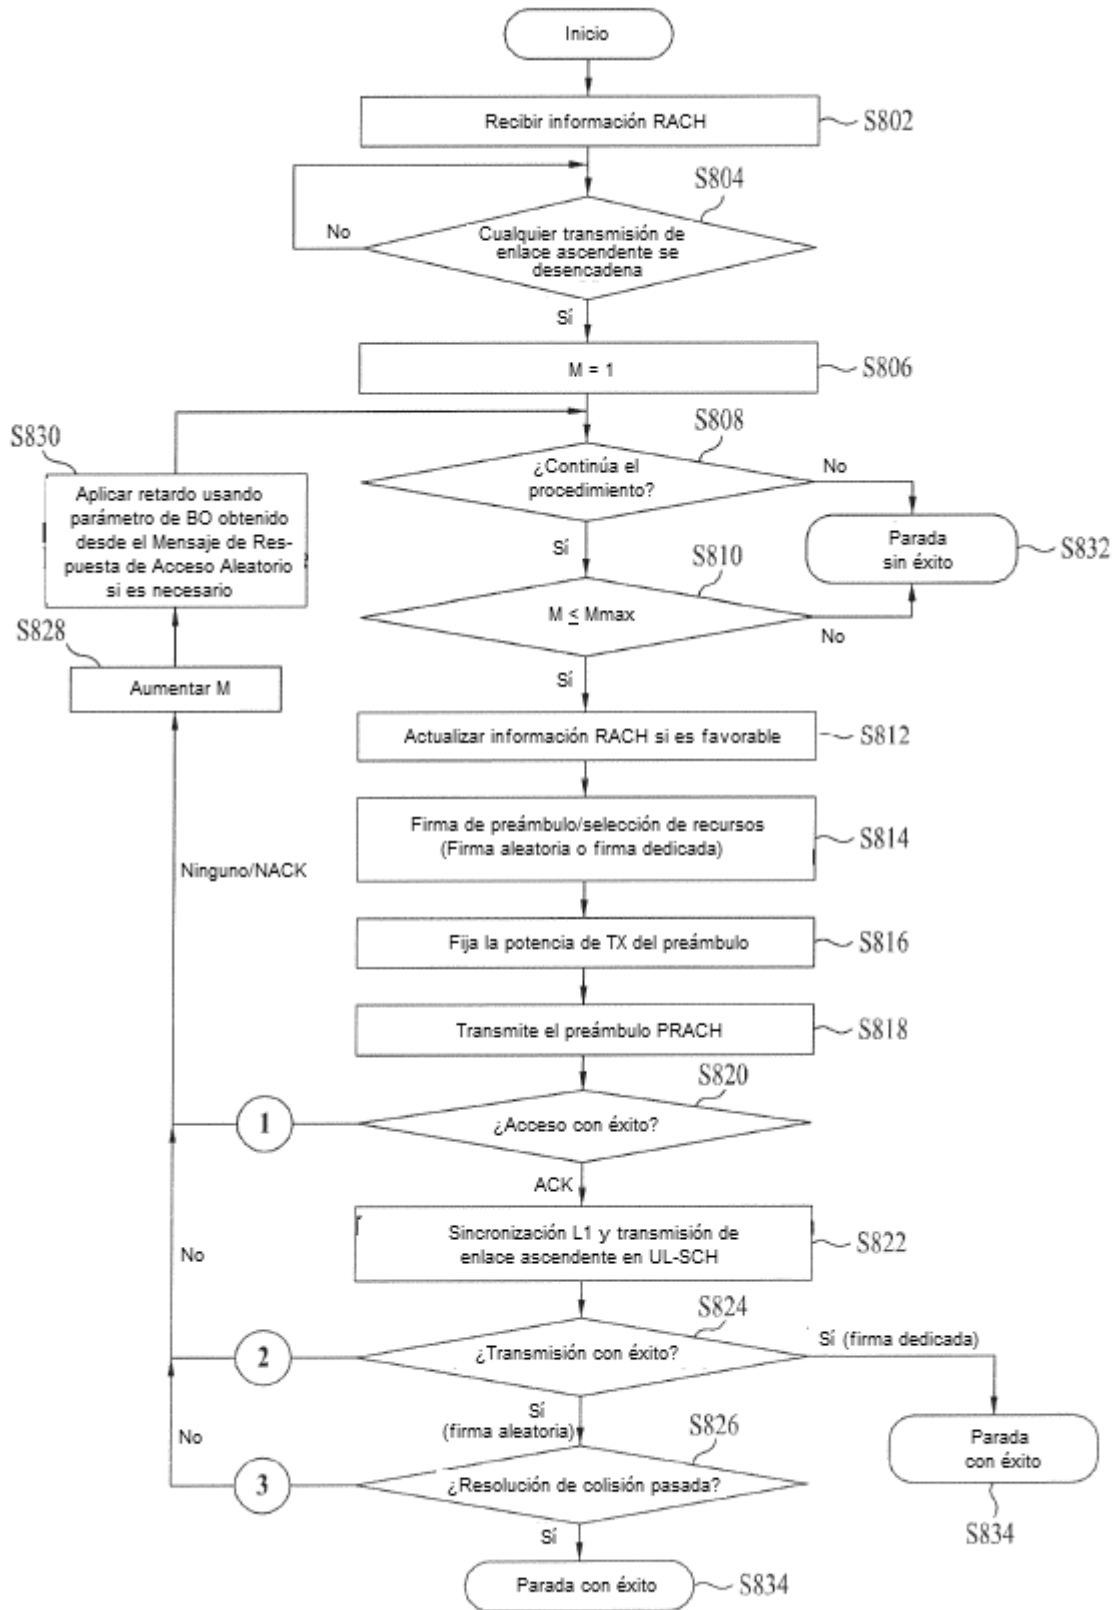 Inicio
Recibir información RACH
S802
S804
No
Cualquier transmisión de
enlace ascendente se
desencadena
Sí
M = 1
S806
S808
S830
¿Continúa el
procedimiento?
No
Aplicar retardo usando
parámetro de BO obtenido
desde el Mensaje de Res-
puesta de Acceso Aleatorio
si es necesario
Parada
sin éxito
S832
Sí
S810
M ≤ Mmax
No
S828
Aumentar M
Sí
Actualizar información RACH si es favorable
S812
Firma de preámbulo/selección de recursos
(Firma aleatoria o firma dedicada)
S814
Ninguno/NACK
Fija la potencia de TX del preámbulo
S816
Transmite el preámbulo PRACH
S818
S820
1
¿Acceso con éxito?
ACK
Sincronización L1 y transmisión de
enlace ascendente en UL-SCH
S822
No
S824
Sí (firma dedicada)
2
¿Transmisión con éxito?
Sí
(firma aleatoria)
S826
No
Parada
con éxito
3
¿Resolución de colisión pasada?
S834
Sí
Parada con éxito
S834